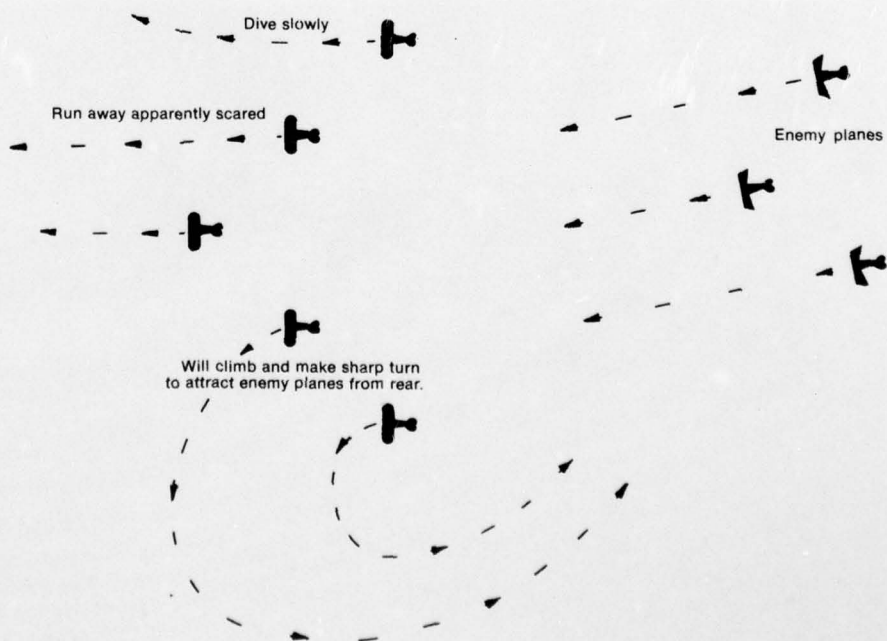 Dive slowly
Run away apparently scared
Enemy planes
Will climb and make sharp turn
to attract enemy planes from rear.